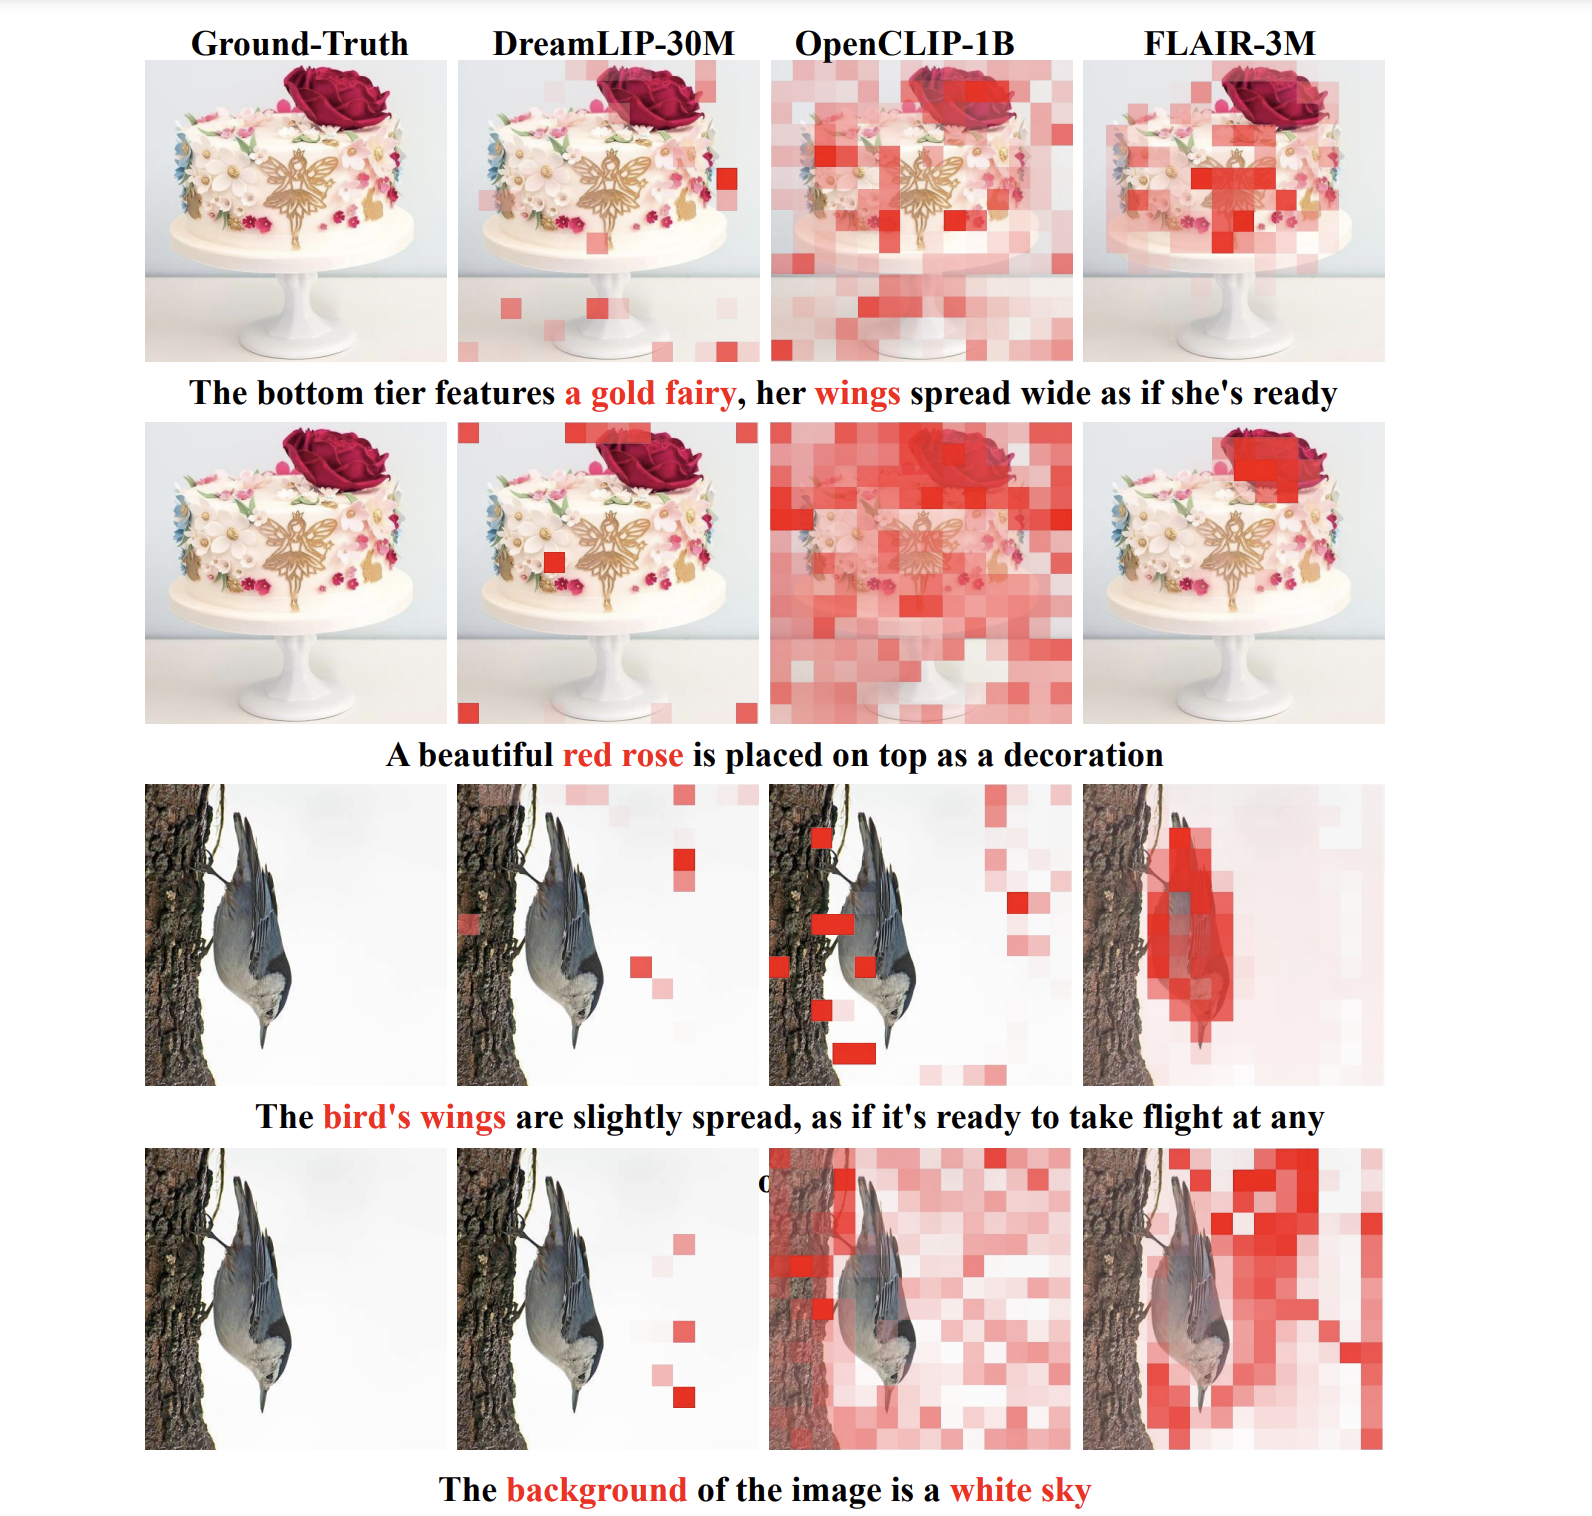 Ground-Truth DreamLIP-30M OpenCLIP-1B FLAIR-3M
The bottom tier features a gold fairy, her wings spread wide as if she's ready
A beautiful red rose is placed on top as a decoration
The bird's wings are slightly spread, as if it's ready to take flight at any
The background of the image is a white sky